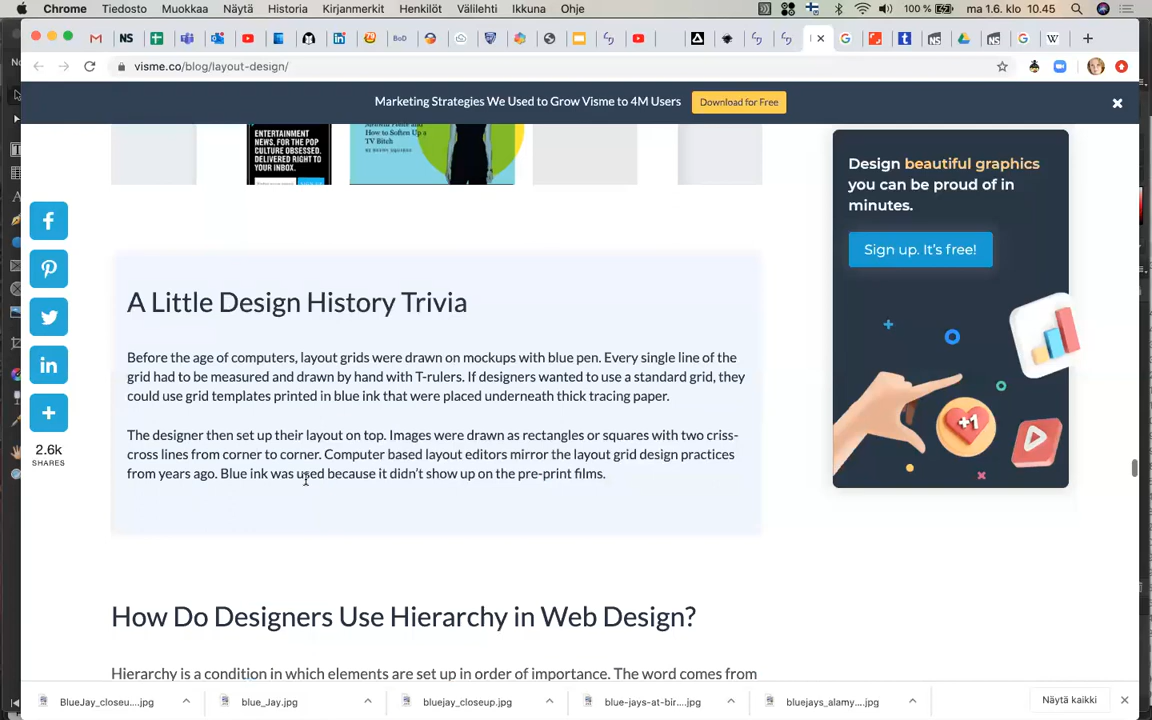 Chrome Tiedosto Muokkaa Näytä Historia Kirjanmerkit Henkilöt Välilehti Ikkuna Ohje 100 % ma 1.6. klo 10.45
visme.co/blog/layout-design/
Marketing Strategies We Used to Grow Visme to 4M Users Download for Free
ENTERTAINMENT
NEWS, FOR THE POP
CULTURE OBSESSED.
DELIVERED RIGHT TO
YOUR INBOX.
How to Soften Up a
TV Bitch
Design beautiful graphics
you can be proud of in
minutes.
Sign up. It's free!
+1
2.6k
SHARES
A Little Design History Trivia
Before the age of computers, layout grids were drawn on mockups with blue pen. Every single line of the
grid had to be measured and drawn by hand with T-rulers. If designers wanted to use a standard grid, they
could use grid templates printed in blue ink that were placed underneath thick tracing paper.
The designer then set up their layout on top. Images were drawn as rectangles or squares with two criss-
cross lines from corner to corner. Computer based layout editors mirror the layout grid design practices
from years ago. Blue ink was used because it didn't show up on the pre-print films.
How Do Designers Use Hierarchy in Web Design?
Hierarchy is a condition in which elements are set up in order of importance. The word comes from
BlueJay_closeu....jpg
blue_Jay.jpg
bluejay_closeup.jpg
blue-jays-at-bir....jpg
bluejays_alamy....jpg
Näytä kaikki